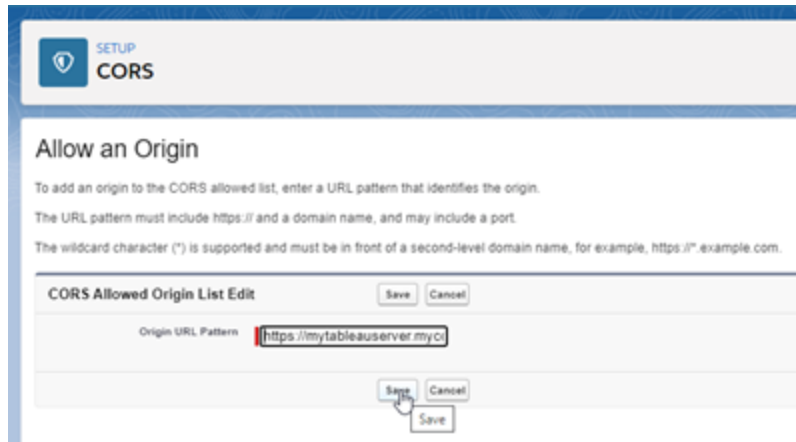 SETUP
CORS
Allow an Origin
To add an origin to the CORS allowed list, enter a URL pattern that identifies the origin.
The URL pattern must include https:// and a domain name, and may include a port.
The wildcard character (*) is supported and must be in front of a second-level domain name, for example, https://*.example.com.
CORS Allowed Origin List Edit Save Cancel
Origin URL Pattern https://mytableauserver.myco
Save Cancel
Save